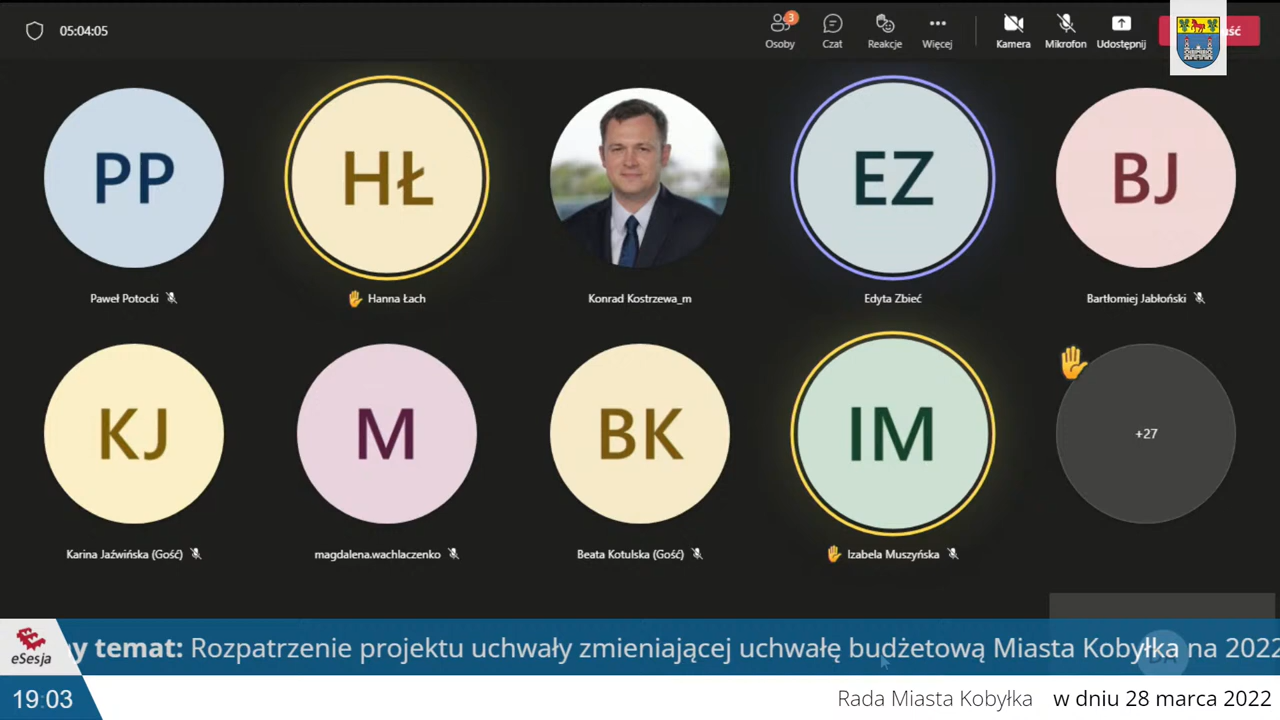 05:04:05
3
Osoby
Czat
Reakcje
Więcej
Kamera
Mikrofon
Udostępnij
PP
HŁ
EZ
BJ
Paweł Potocki
Hanna Łach
Konrad Kostrzewa_m
Edyta Zbieć
Bartłomiej Jabłoński
KJ
M
BK
IM
+27
Karina Jaźwińska (Gość)
magdalena.wachlaczenko
Beata Kotulska (Gość)
Izabela Muszyńska
eSesja
y temat: Rozpatrzenie projektu uchwały zmieniającej uchwałę budżetową Miasta Kobyłka na 2022
19:03
Rada Miasta Kobyłka w dniu 28 marca 2022